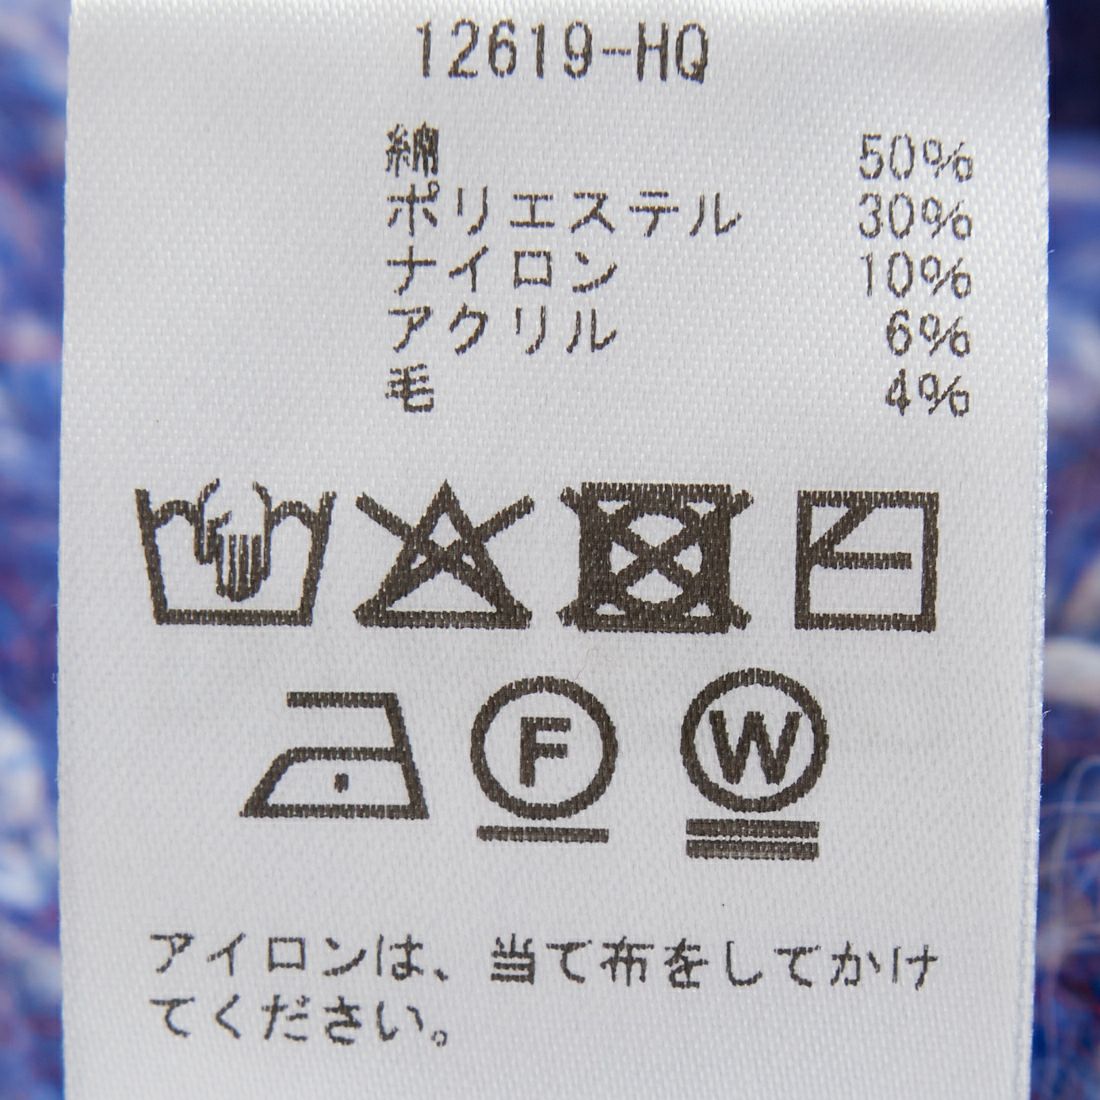 12619-HQ
綿 50%
ポリエステル 30%
ナイロン 10%
アクリル 6%
毛 4%
F W
アイロンは、当て布をしてかけ
てください。